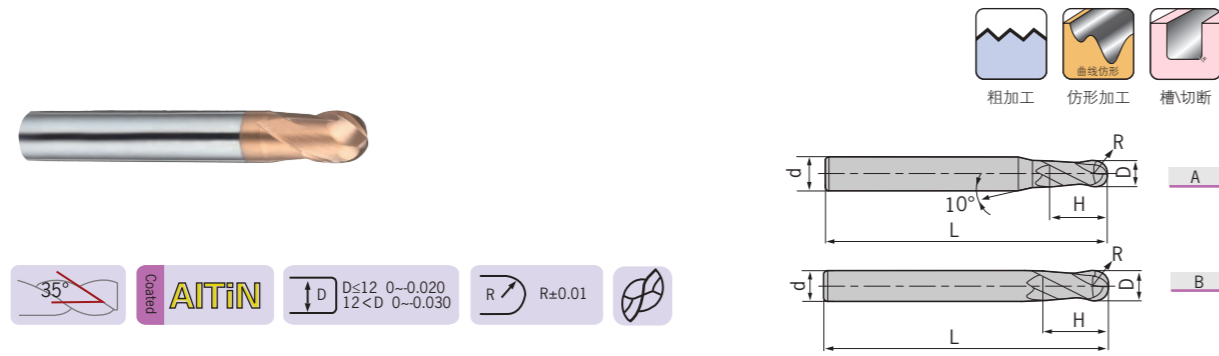 曲线仿形
粗加工
仿形加工
槽\切断
R
d
D
10°
H
L
A
R
d
D
H
L
B
35°
Coated
AlTiN
D
D≤12 0~-0.020
12<D 0~-0.030
R
R±0.01